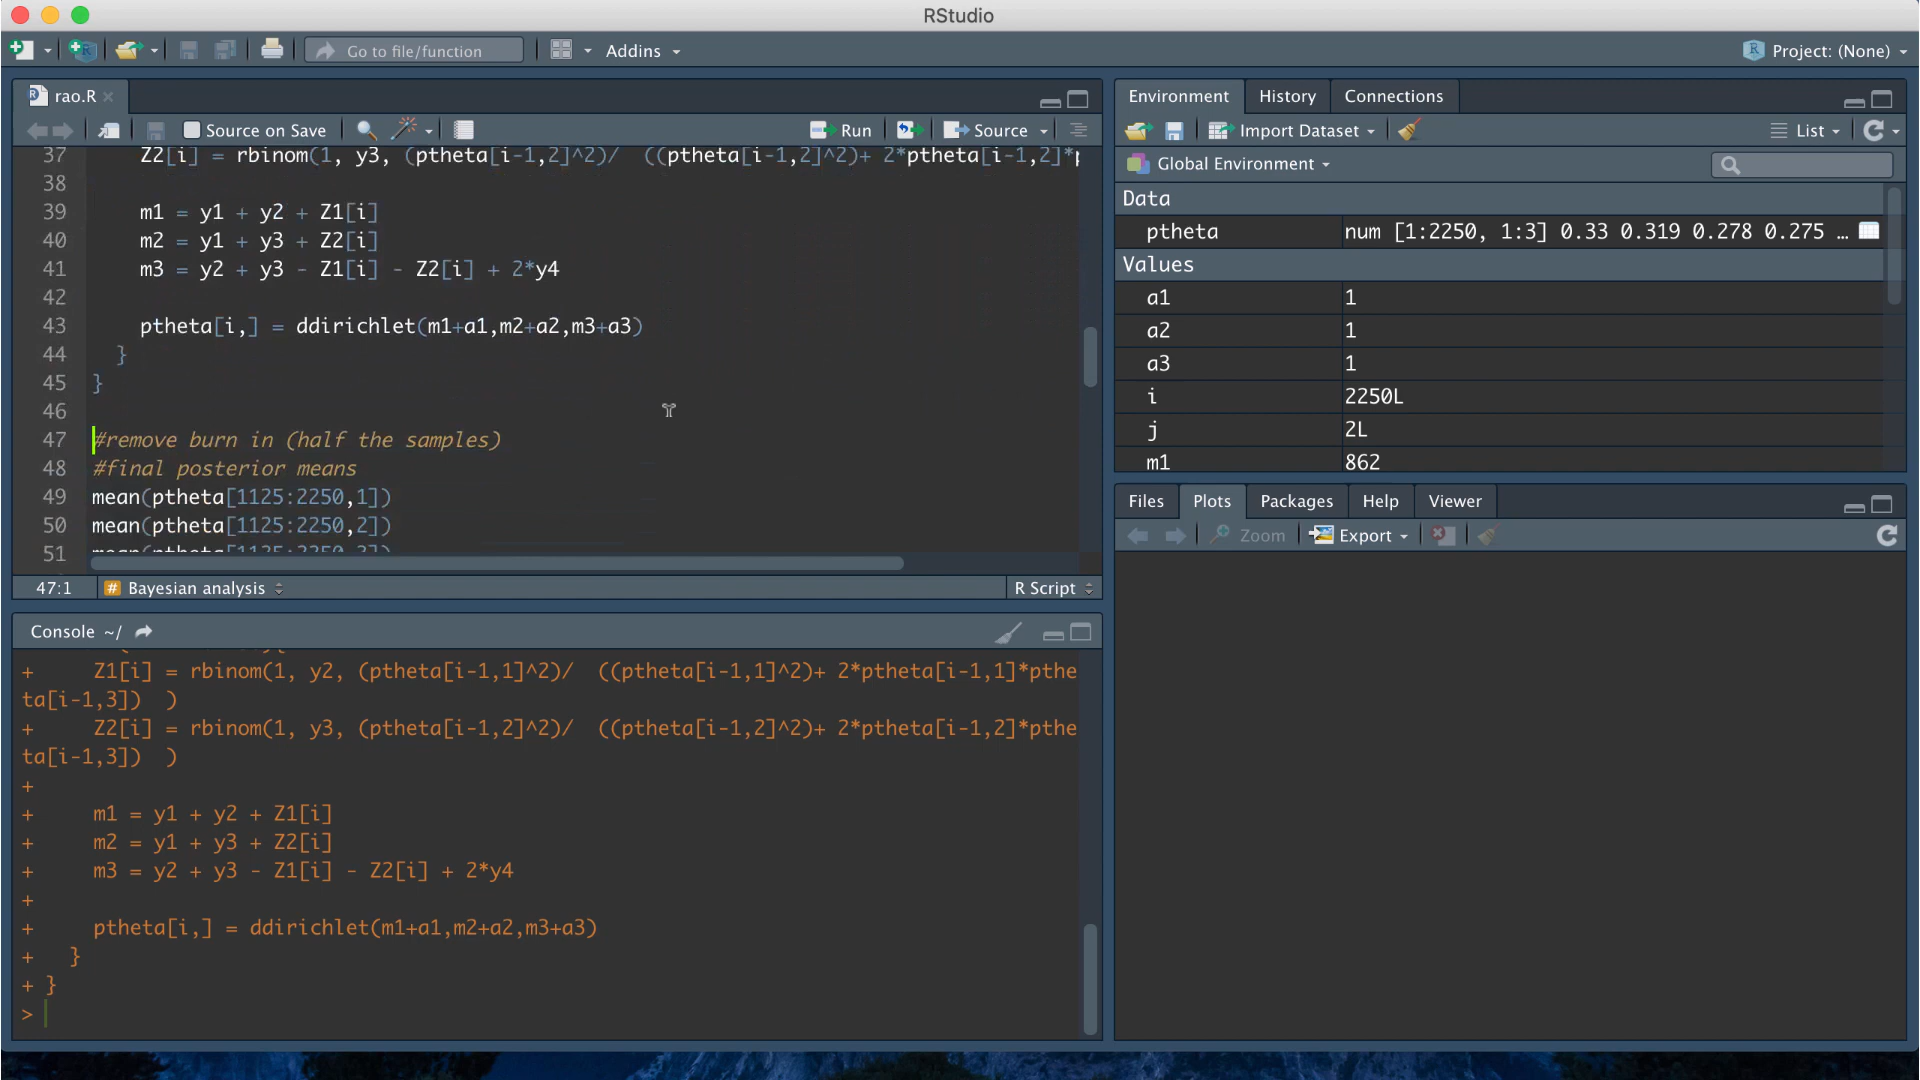 RStudio
Go to file/function
Addins
Project: (None)
rao.R
Source on Save
Run
Source
37 Z2[i] = rbinom(1, y3, (ptheta[i-1,2]^2)/  ((ptheta[i-1,2]^2)+ 2*ptheta[i-1,2]*p
38
39 m1 = y1 + y2 + Z1[i]
40 m2 = y1 + y3 + Z2[i]
41 m3 = y2 + y3 - Z1[i] - Z2[i] + 2*y4
42
43 ptheta[i,] = ddirichlet(m1+a1,m2+a2,m3+a3)
44 }
45 }
46
47 #remove burn in (half the samples)
48 #final posterior means
49 mean(ptheta[1125:2250,1])
50 mean(ptheta[1125:2250,2])
51 mean(ptheta[1125:2250,3])
47:1
# Bayesian analysis
R Script
Console ~/
+     Z1[i] = rbinom(1, y2, (ptheta[i-1,1]^2)/  ((ptheta[i-1,1]^2)+ 2*ptheta[i-1,1]*pthe
ta[i-1,3])  )
+     Z2[i] = rbinom(1, y3, (ptheta[i-1,2]^2)/  ((ptheta[i-1,2]^2)+ 2*ptheta[i-1,2]*pthe
ta[i-1,3])  )
+
+     m1 = y1 + y2 + Z1[i]
+     m2 = y1 + y3 + Z2[i]
+     m3 = y2 + y3 - Z1[i] - Z2[i] + 2*y4
+
+     ptheta[i,] = ddirichlet(m1+a1,m2+a2,m3+a3)
+   }
+ }
>
Environment
History
Connections
Import Dataset
List
Global Environment
Data
ptheta num [1:2250, 1:3] 0.33 0.319 0.278 0.275 …
Values
a1 1
a2 1
a3 1
i 2250L
j 2L
m1 862
Files
Plots
Packages
Help
Viewer
Zoom
Export